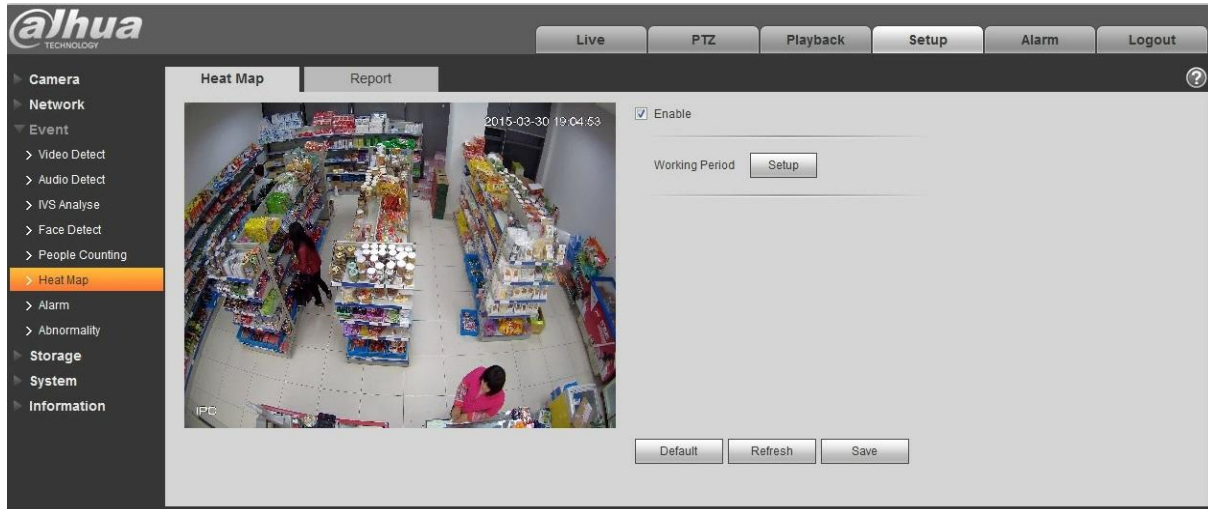 alhua
TECHNOLOGY
Live
PTZ
Playback
Setup
Alarm
Logout
Camera
Network
Event
> Video Detect
> Audio Detect
> IVS Analyse
> Face Detect
> People Counting
> Heat Map
> Alarm
> Abnormality
Storage
System
Information
Heat Map
Report
?
2015-03-30 19:04:53
IPC
Enable
Working Period
Setup
Default
Refresh
Save